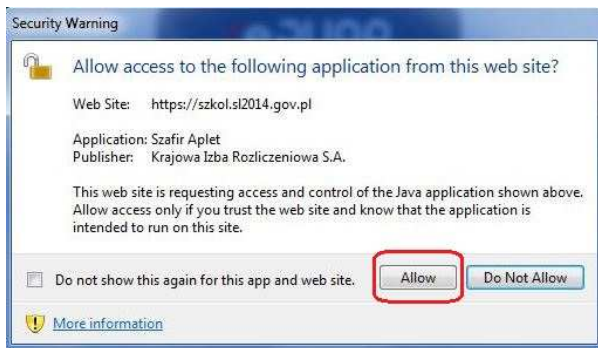 Security Warning
Allow access to the following application from this web site?
Web Site: https://szkol.sl2014.gov.pl
Application: Szafir Aplet
Publisher: Krajowa Izba Rozliczeniowa S.A.
This web site is requesting access and control of the Java application shown above.
Allow access only if you trust the web site and know that the application is
intended to run on this site.
Do not show this again for this app and web site. Allow Do Not Allow
More information